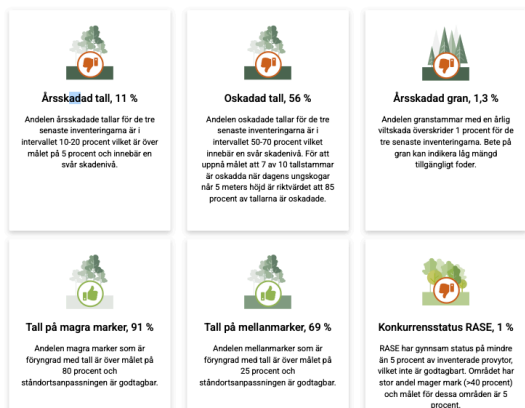 Årsskadad tall, 11 %
Andelen årsskadade tallar för de tre
senaste inventeringarna är i
intervallet 10-20 procent vilket är över
målet på 5 procent och innebär en
svår skadenivå.
Oskadad tall, 56 %
Andelen oskadade tallar för de tre
senaste inventeringarna är i
intervallet 50-70 procent vilket
innebär en svår skadenivå. För att
uppnå målet att 7 av 10 tallstammar
är oskadda när dagens ungskogar
når 5 meters höjd är riktvärdet att 85
procent av tallarna är oskadade.
Årsskadad gran, 1,3 %
Andelen granstammar med en årlig
viltskada överskrider 1 procent för de
tre senaste inventeringarna. Bete på
gran kan indikera låg mängd
tillgängligt foder.
Tall på magra marker, 91 %
Andelen magra marker som är
föryngrad med tall är över målet på
80 procent och
ståndortsanpassningen är godtagbar.
Tall på mellanmarker, 69 %
Andelen mellanmarker som är
föryngrad med tall är över målet på
25 procent och
ståndortsanpassningen är godtagbar.
Konkurrensstatus RASE, 1 %
RASE har gynnsam status på mindre
än 5 procent av inventerade provytor,
vilket inte är godtagbart. Området har
stor andel mager mark (>40 procent)
och målet för dessa områden är 5
procent.